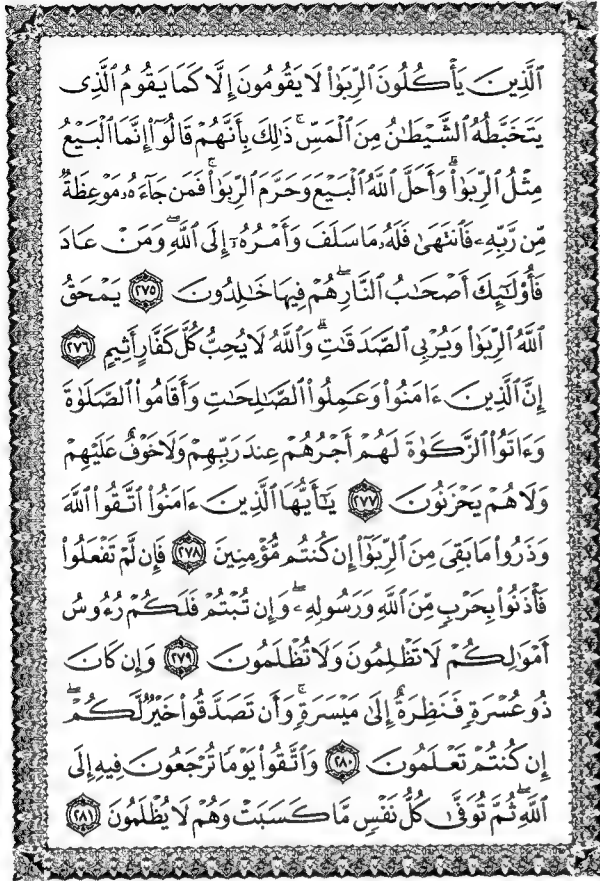 ٱلَّذِينَ يَأْكُلُونَ ٱلرِّبَوٰا۟ لَا يَقُومُونَ إِلَّا كَمَا يَقُومُ ٱلَّذِى
يَتَخَبَّطُهُ ٱلشَّيْطَٰنُ مِنَ ٱلْمَسِّ ۚ ذَٰلِكَ بِأَنَّهُمْ قَالُوٓا۟ إِنَّمَا ٱلْبَيْعُ
مِثْلُ ٱلرِّبَوٰا۟ ۗ وَأَحَلَّ ٱللَّهُ ٱلْبَيْعَ وَحَرَّمَ ٱلرِّبَوٰا۟ ۚ فَمَن جَآءَهُۥ مَوْعِظَةٌ
مِّن رَّبِّهِۦ فَٱنتَهَىٰ فَلَهُۥ مَا سَلَفَ وَأَمْرُهُۥٓ إِلَى ٱللَّهِ ۖ وَمَنْ عَادَ
فَأُو۟لَٰٓئِكَ أَصْحَٰبُ ٱلنَّارِ ۖ هُمْ فِيهَا خَٰلِدُونَ ٢٧٥ يَمْحَقُ
ٱللَّهُ ٱلرِّبَوٰا۟ وَيُرْبِى ٱلصَّدَقَٰتِ ۗ وَٱللَّهُ لَا يُحِبُّ كُلَّ كَفَّارٍ أَثِيمٍ ٢٧٦
إِنَّ ٱلَّذِينَ ءَامَنُوا۟ وَعَمِلُوا۟ ٱلصَّٰلِحَٰتِ وَأَقَامُوا۟ ٱلصَّلَوٰةَ
وَءَاتَوُا۟ ٱلزَّكَوٰةَ لَهُمْ أَجْرُهُمْ عِندَ رَبِّهِمْ وَلَا خَوْفٌ عَلَيْهِمْ
وَلَا هُمْ يَحْزَنُونَ ٢٧٧ يَٰٓأَيُّهَا ٱلَّذِينَ ءَامَنُوا۟ ٱتَّقُوا۟ ٱللَّهَ
وَذَرُوا۟ مَا بَقِىَ مِنَ ٱلرِّبَوٰٓا۟ إِن كُنتُم مُّؤْمِنِينَ ٢٧٨ فَإِن لَّمْ تَفْعَلُوا۟
فَأْذَنُوا۟ بِحَرْبٍ مِّنَ ٱللَّهِ وَرَسُولِهِۦ ۖ وَإِن تُبْتُمْ فَلَكُمْ رُءُوسُ
أَمْوَٰلِكُمْ لَا تَظْلِمُونَ وَلَا تُظْلَمُونَ ٢٧٩ وَإِن كَانَ
ذُو عُسْرَةٍ فَنَظِرَةٌ إِلَىٰ مَيْسَرَةٍ ۚ وَأَن تَصَدَّقُوا۟ خَيْرٌ لَّكُمْ ۖ
إِن كُنتُمْ تَعْلَمُونَ ٢٨٠ وَٱتَّقُوا۟ يَوْمًا تُرْجَعُونَ فِيهِ إِلَى
ٱللَّهِ ۖ ثُمَّ تُوَفَّىٰ كُلُّ نَفْسٍ مَّا كَسَبَتْ وَهُمْ لَا يُظْلَمُونَ ٢٨١